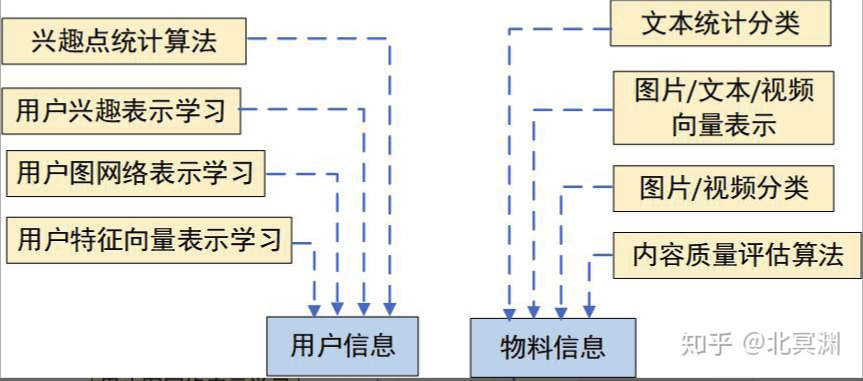 兴趣点统计算法
用户兴趣表示学习
用户图网络表示学习
用户特征向量表示学习
文本统计分类
图片/文本/视频
向量表示
图片/视频分类
内容质量评估算法
用户信息
物料信息
知乎 @北冥渊